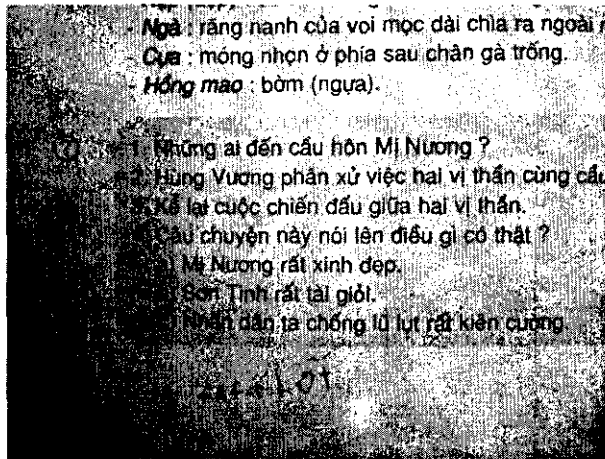 - Ngà : răng nanh của voi mọc dài chìa ra ngoài
- Cựa : móng nhọn ở phía sau chân gà trống.
- Hồng mao : bờm (ngựa).
1. Những ai đến cầu hôn Mị Nương ?
2. Hùng Vương phân xử việc hai vị thần cùng cầu
Kể lại cuộc chiến đấu giữa hai vị thần.
Câu chuyện này nói lên điều gì có thật ?
Mị Nương rất xinh đẹp.
Sơn Tinh rất tài giỏi.
Nhân dân ta chống lũ lụt rất kiên cường.